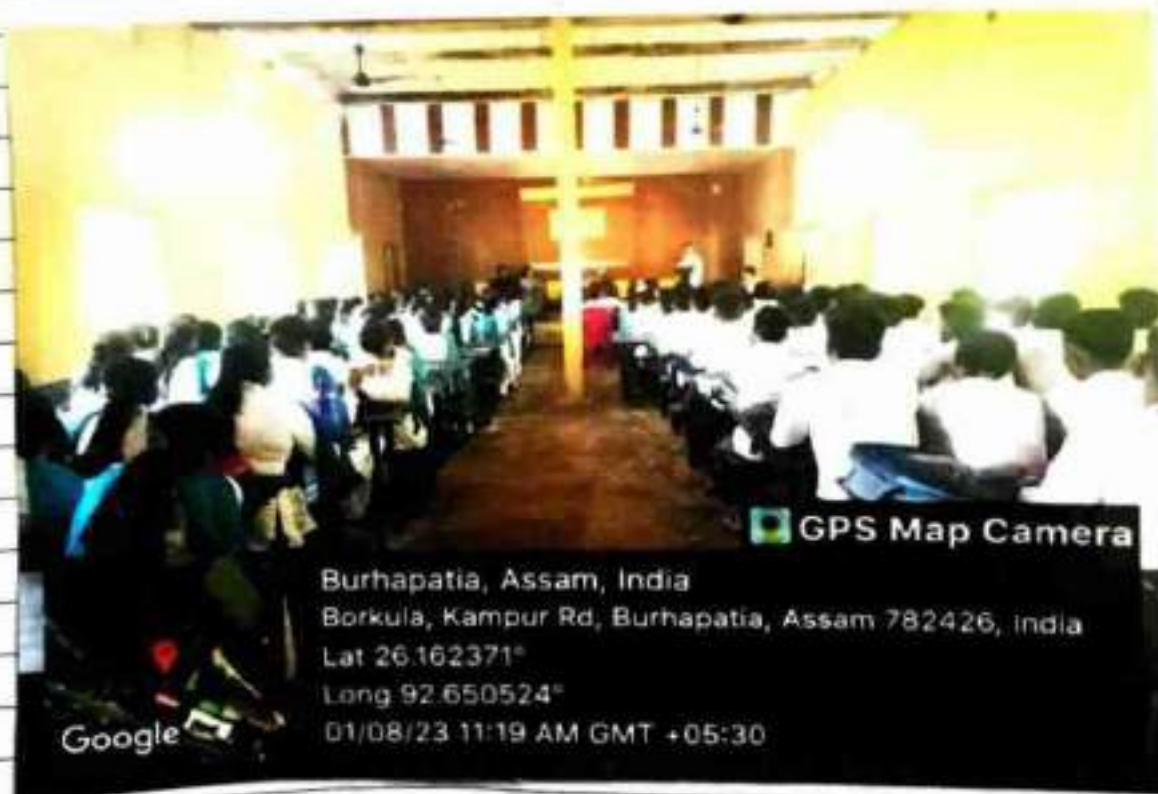 GPS Map Camera
Burhapatia, Assam, India
Borkula, Kampur Rd, Burhapatia, Assam 782426, India
Lat 26.162371°
Long 92.650524°
01/08/23 11:19 AM GMT +05:30
Google